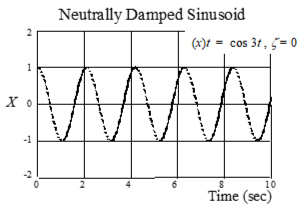 Neutrally Damped Sinusoid
(x)t = cos 3t, ζ= 0
2
1
X 0
-1
-2
0 2 4 6 8 10
Time (sec)